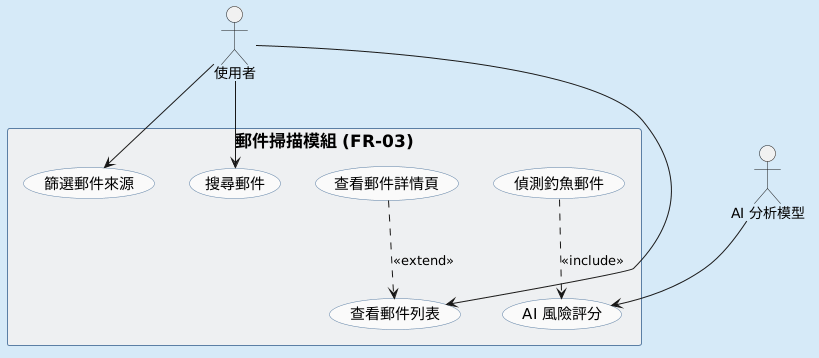 使用者
郵件掃描模組 (FR-03)
篩選郵件來源
搜尋郵件
查看郵件詳情頁
偵測釣魚郵件
AI 分析模型
«extend»
«include»
查看郵件列表
AI 風險評分